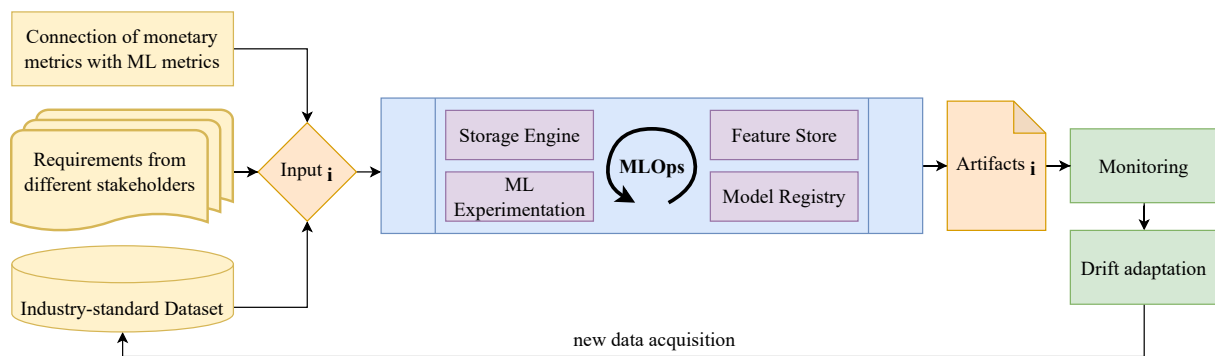 Connection of monetary
metrics with ML metrics
Requirements from
different stakeholders
Industry-standard Dataset
Input i
Storage Engine
Feature Store
MLOps
ML
Experimentation
Model Registry
Artifacts i
Monitoring
Drift adaptation
new data acquisition